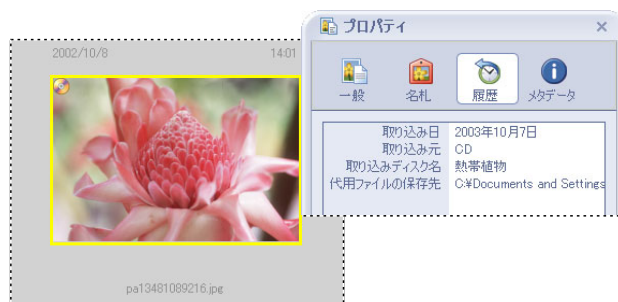 2002/10/8 14:01
pa13481089216.jpg
プロパティ
一般 名札 履歴 メタデータ
取り込み日 2003年10月7日
取り込み元 CD
取り込みディスク名 熱帯植物
代用ファイルの保存先 C:¥Documents and Settings